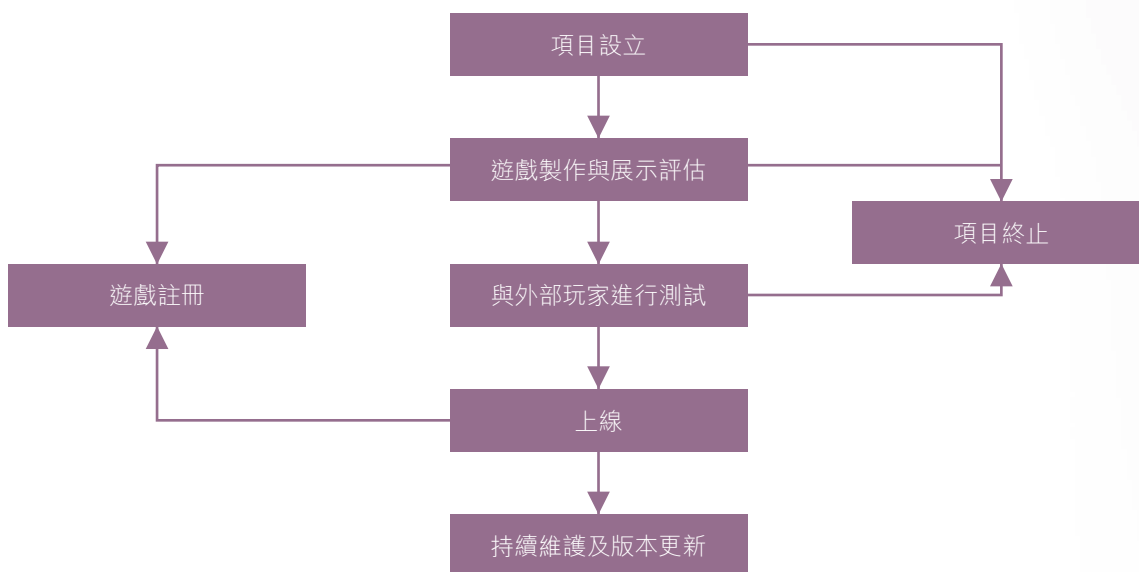 項目設立
遊戲製作與展示評估
項目終止
遊戲註冊
與外部玩家進行測試
上線
持續維護及版本更新